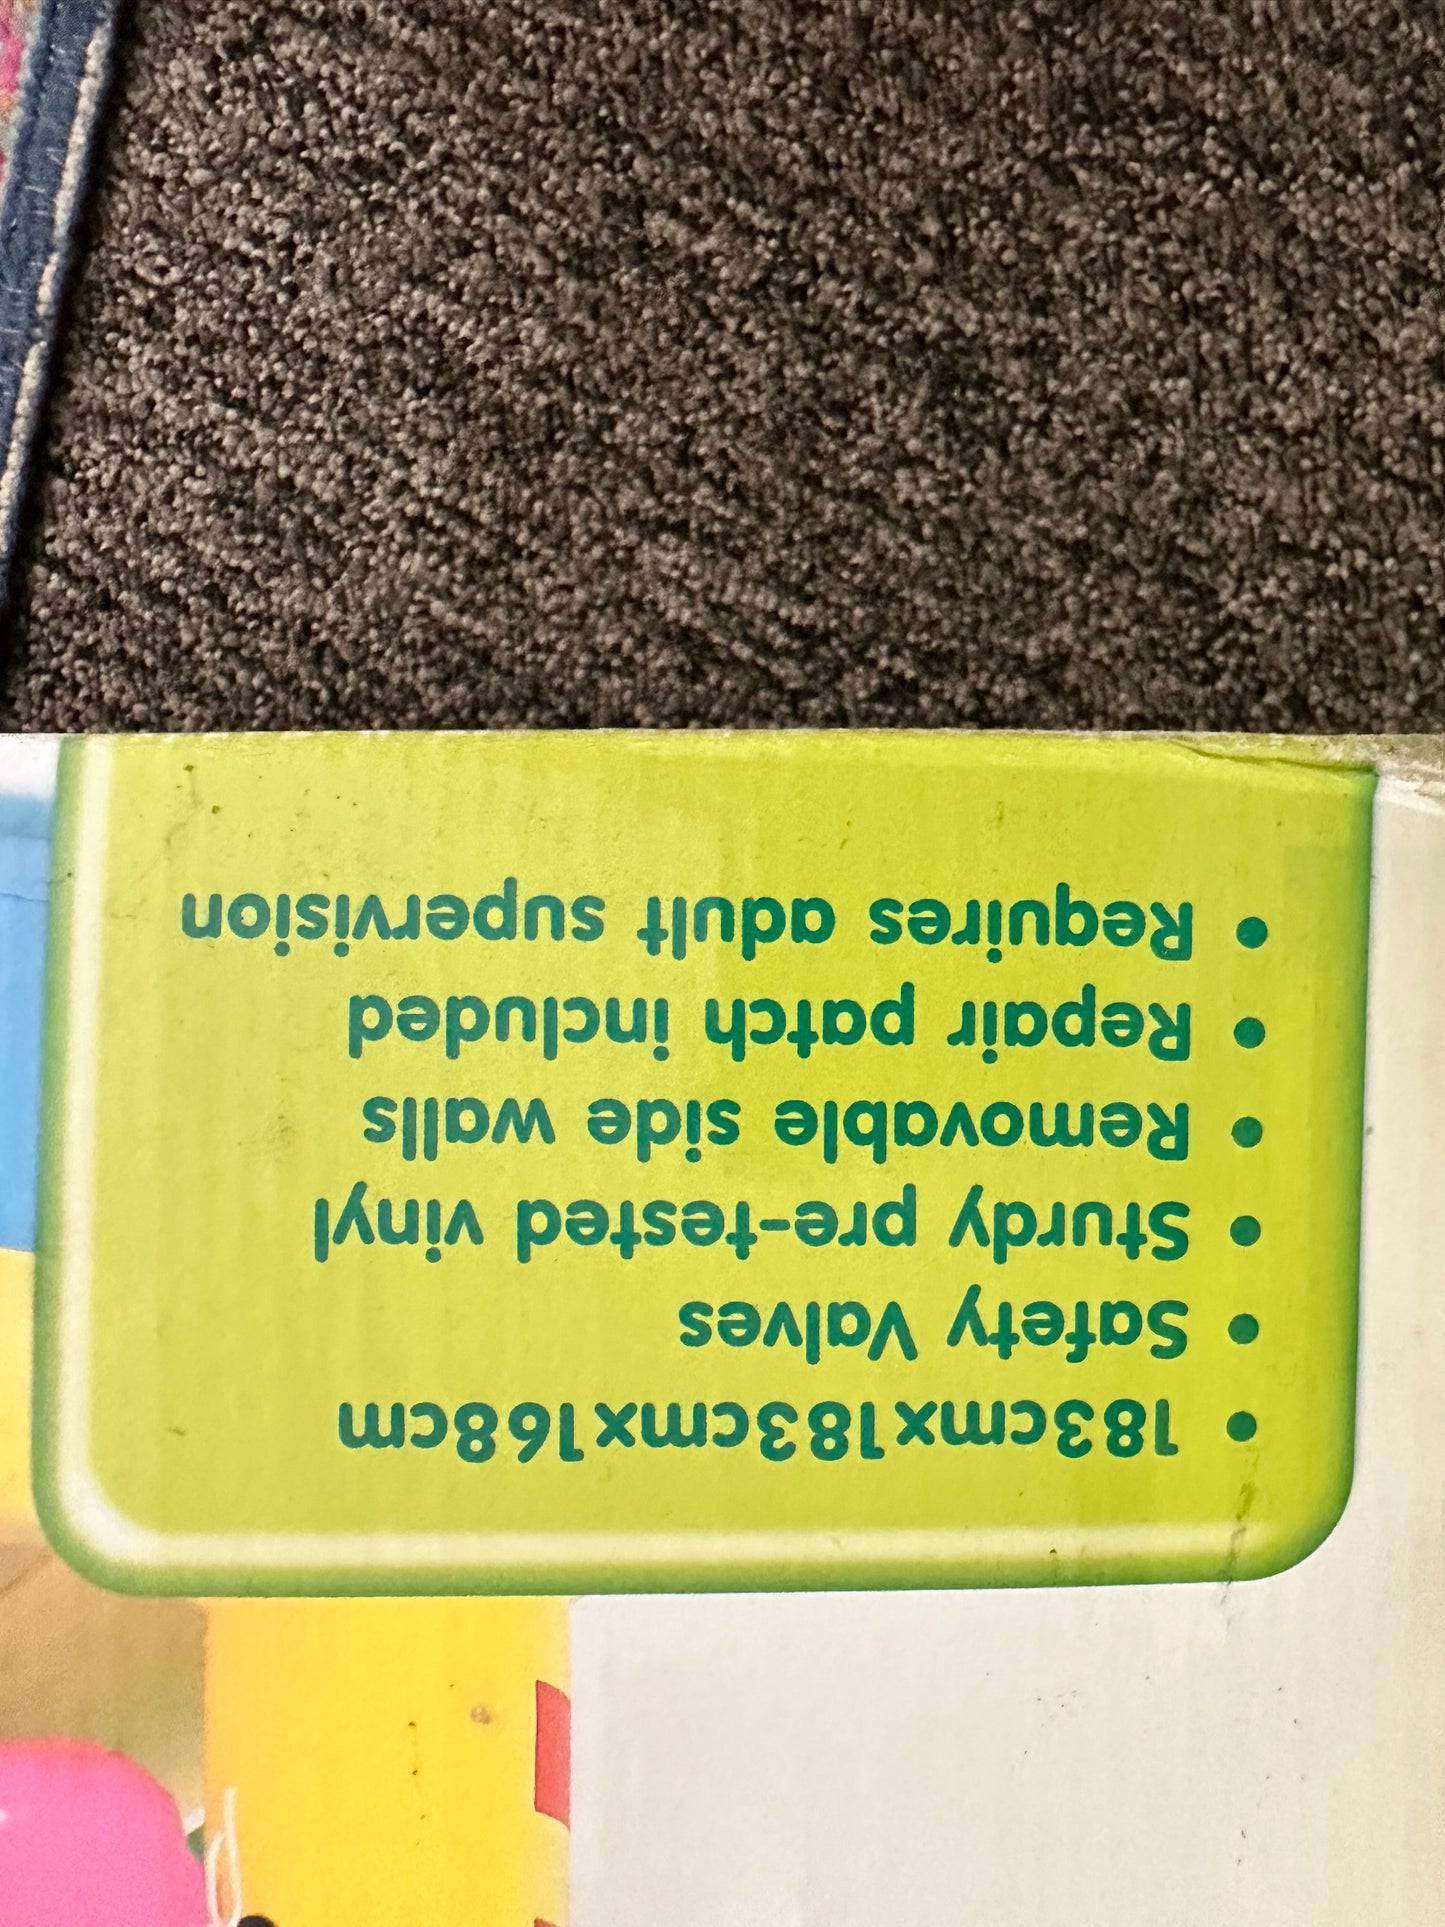 • 183cmx183cmx168cm
• Safety Valves
• Sturdy pre-tested vinyl
• Removable side walls
• Repair patch included
• Requires adult supervision